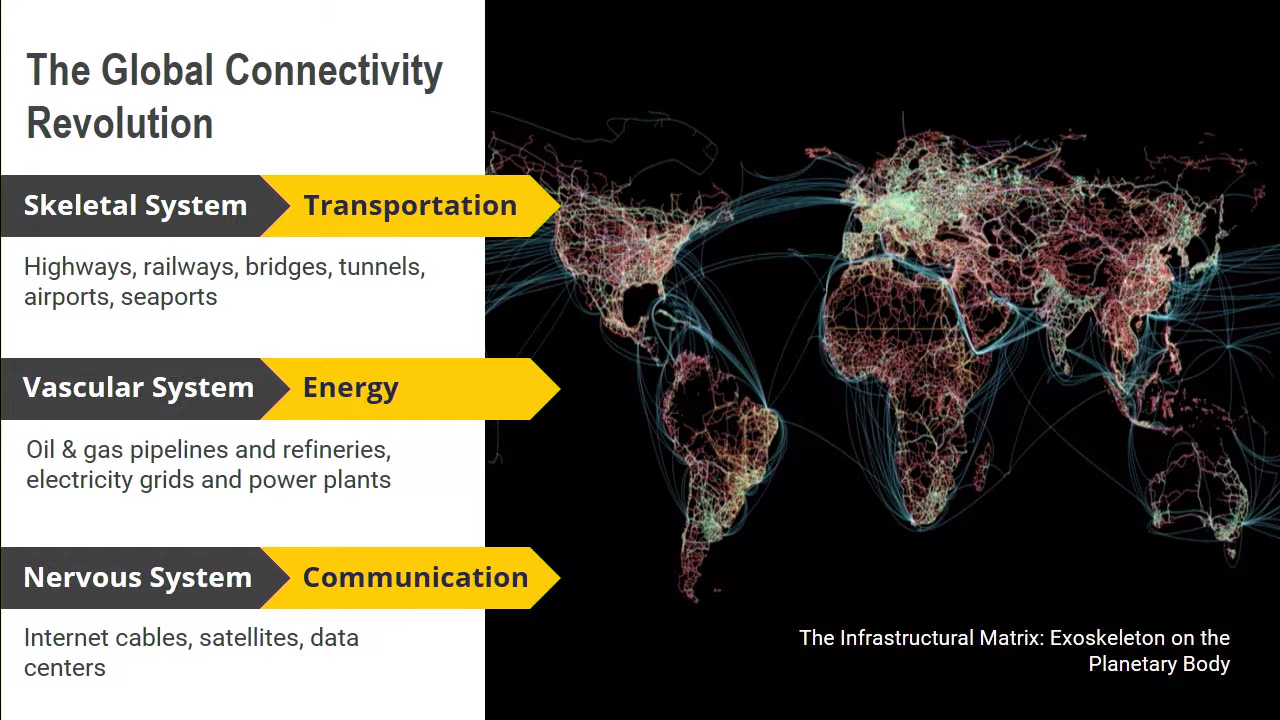 The Global Connectivity
Revolution
Skeletal System
Transportation
Highways, railways, bridges, tunnels,
airports, seaports
Vascular System
Energy
Oil & gas pipelines and refineries,
electricity grids and power plants
Nervous System
Communication
Internet cables, satellites, data
centers
The Infrastructural Matrix: Exoskeleton on the
Planetary Body